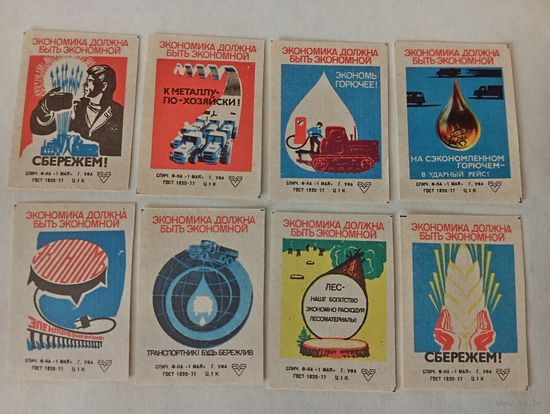 ЭКОНОМИКА ДОЛЖНА
БЫТЬ ЭКОНОМНОЙ
СБЕРЕЖЕМ!
СПИЧ. Ф-КА «1 МАЯ» Г. УФА
ГОСТ 1820-77 Ц. 1 К.
ЭКОНОМИКА ДОЛЖНА
БЫТЬ ЭКОНОМНОЙ
К МЕТАЛЛУ-
ПО-ХОЗЯЙСКИ!
СПИЧ. Ф-КА «1 МАЯ» Г. УФА
ГОСТ 1820-77 Ц. 1 К.
ЭКОНОМИКА ДОЛЖНА
БЫТЬ ЭКОНОМНОЙ
ЭКОНОМЬ
ГОРЮЧЕЕ!
СПИЧ. Ф-КА «1 МАЯ» Г. УФА
ГОСТ 1820-77 Ц. 1 К.
ЭКОНОМИКА ДОЛЖНА
БЫТЬ ЭКОНОМНОЙ
НА СЭКОНОМЛЕННОМ
ГОРЮЧЕМ-
В УДАРНЫЙ РЕЙС!
СПИЧ. Ф-КА «1 МАЯ» Г. УФА
ГОСТ 1820-77 Ц. 1 К.
ЭКОНОМИКА ДОЛЖНА
БЫТЬ ЭКОНОМНОЙ
ЭКОНОМЬ
ЭЛЕКТРОЭНЕРГИЮ!
СПИЧ. Ф-КА «1 МАЯ» Г. УФА
ГОСТ 1820-77 Ц. 1 К.
ЭКОНОМИКА ДОЛЖНА
БЫТЬ ЭКОНОМНОЙ
ТРАНСПОРТНИК! БУДЬ БЕРЕЖЛИВ
СПИЧ. Ф-КА «1 МАЯ» Г. УФА
ГОСТ 1820-77 Ц. 1 К.
ЭКОНОМИКА ДОЛЖНА
БЫТЬ ЭКОНОМНОЙ
ЛЕС-
НАШЕ БОГАТСТВО
ЭКОНОМНО РАСХОДУЙ
ЛЕСОМАТЕРИАЛЫ!
СПИЧ. Ф-КА «1 МАЯ» Г. УФА
ГОСТ 1820-77 Ц. 1 К.
ЭКОНОМИКА ДОЛЖНА
БЫТЬ ЭКОНОМНОЙ
СБЕРЕЖЕМ!
СПИЧ. Ф-КА «1 МАЯ» Г. УФА
ГОСТ 1820-77 Ц. 1 К.